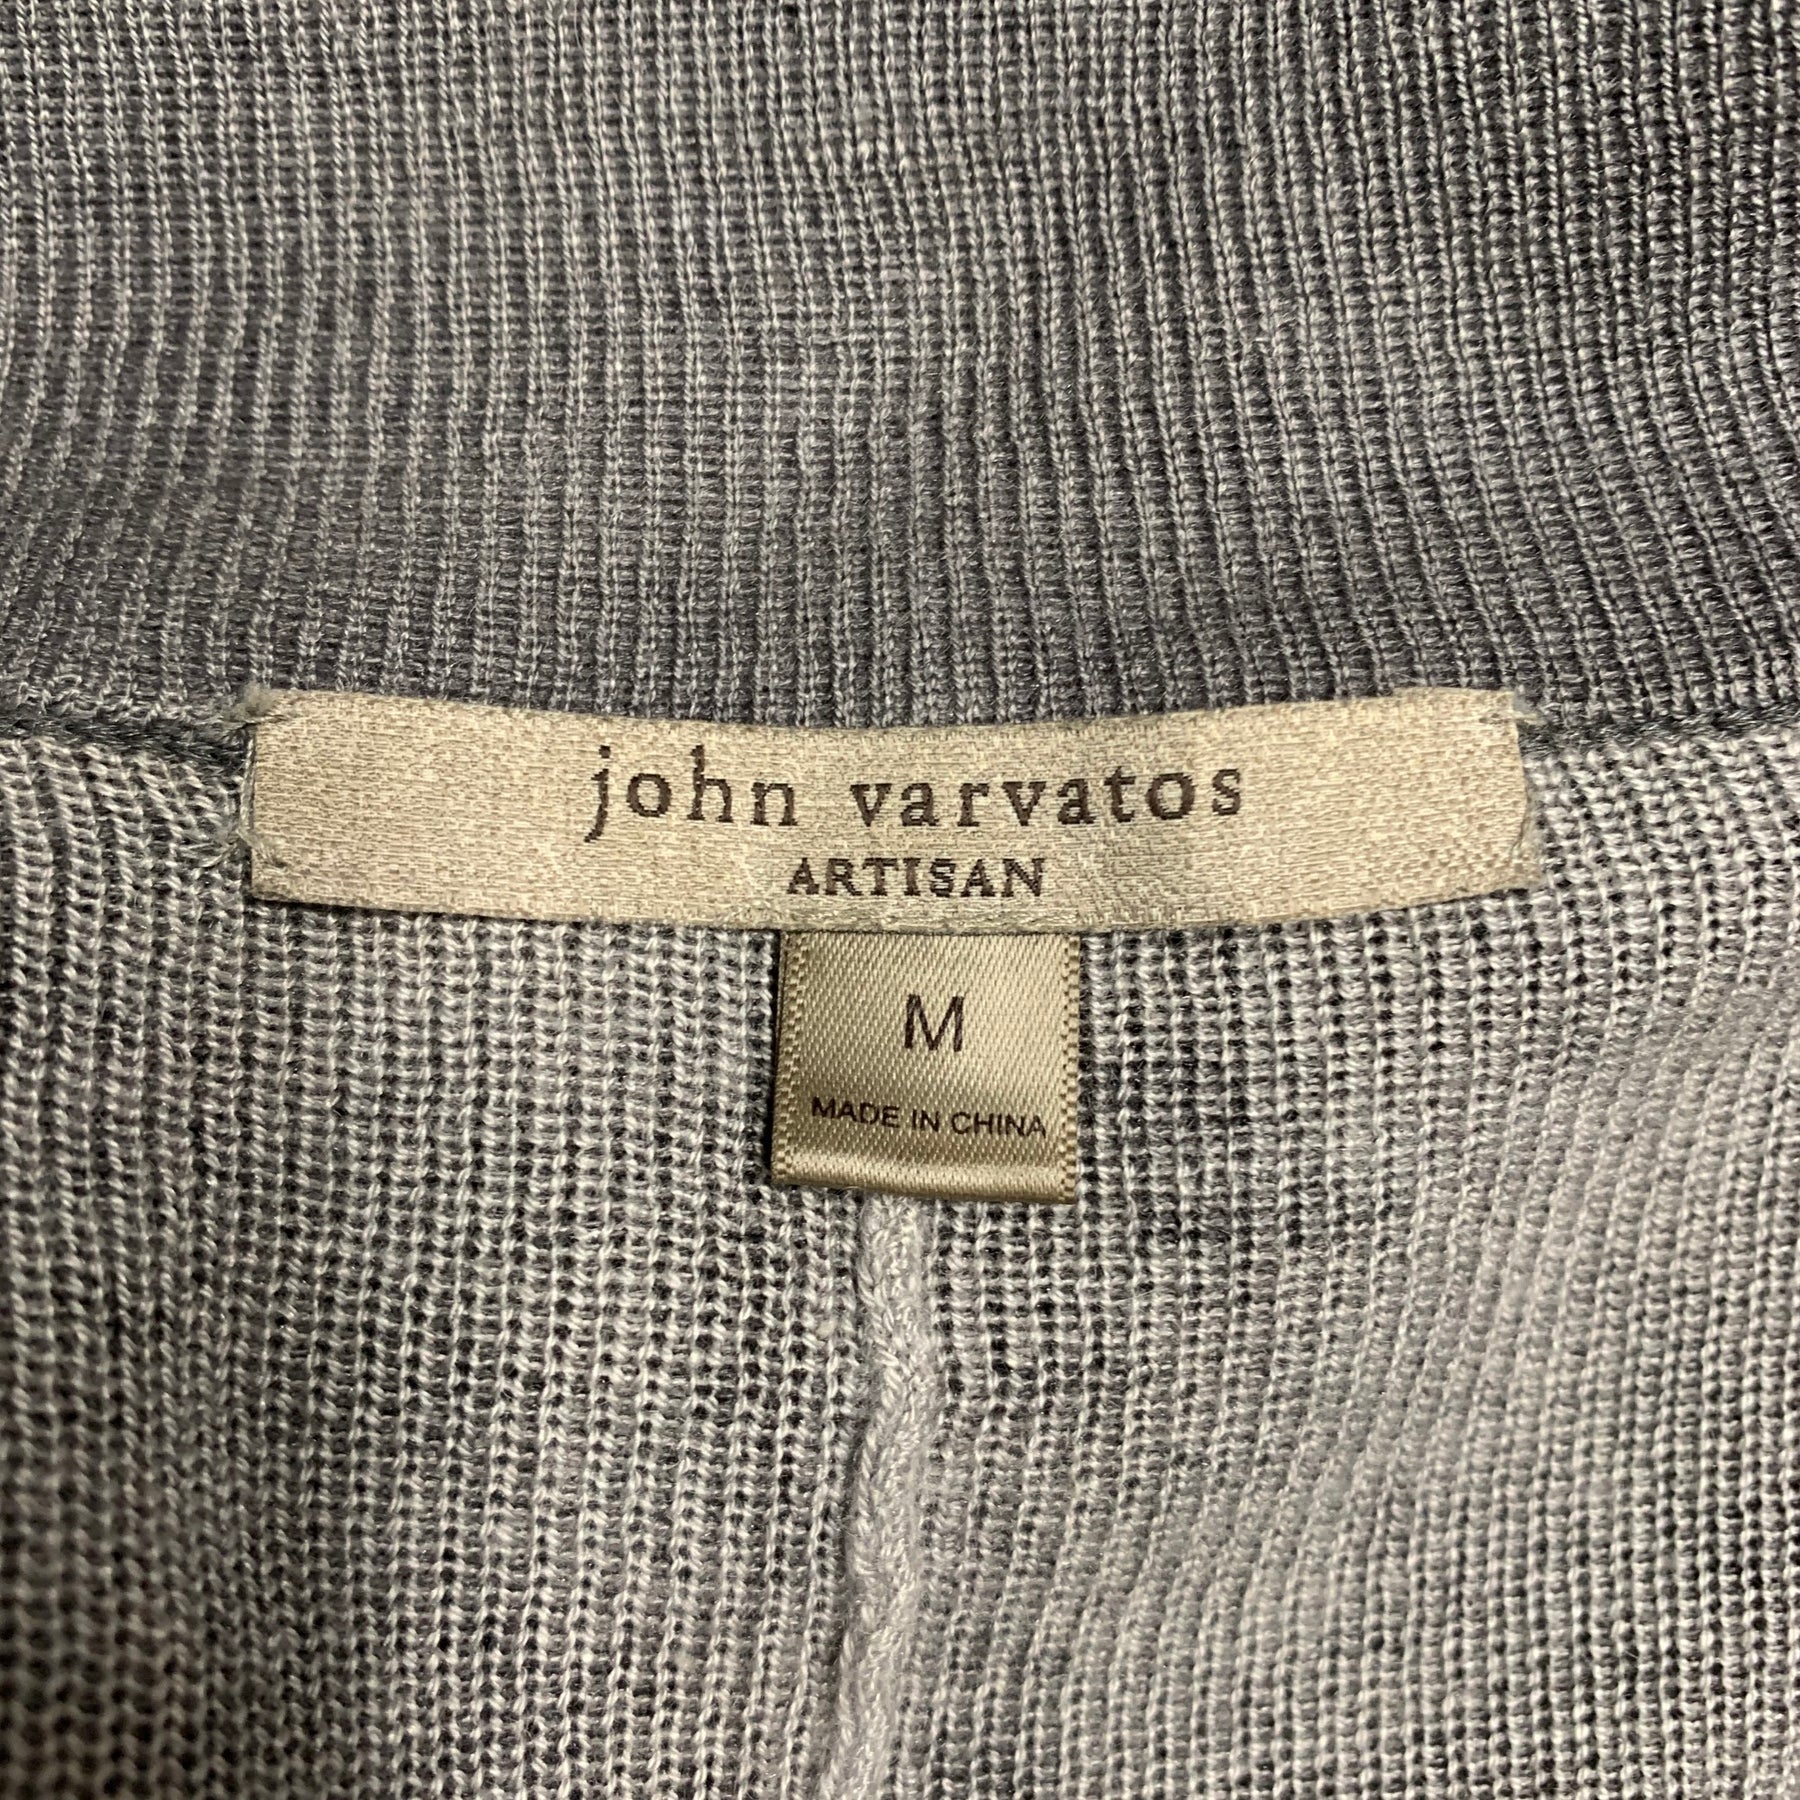 john varvatos
ARTISAN
M
MADE IN CHINA